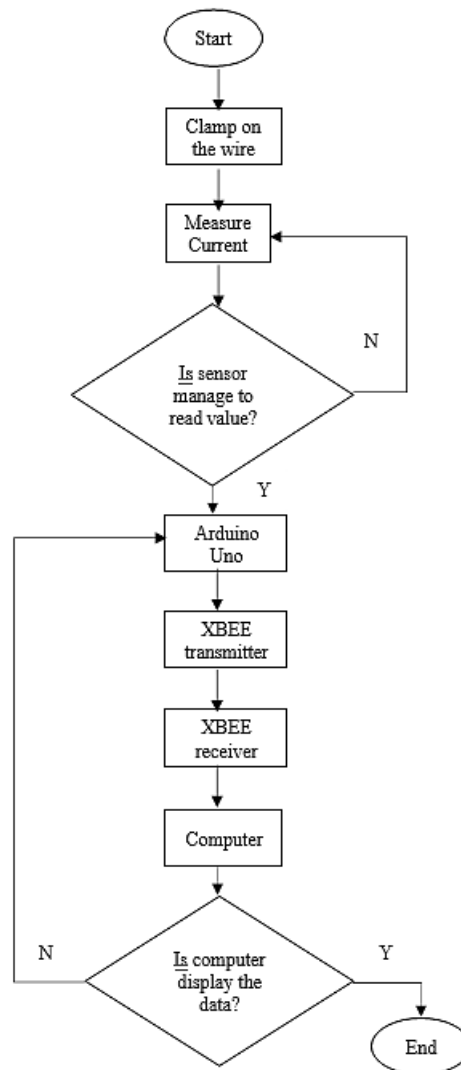 Start
Clamp on
the wire
Measure
Current
N
Is sensor
manage to
read value?
Y
Arduino
Uno
XBEE
transmitter
XBEE
receiver
Computer
N
Y
Is computer
display the
data?
End